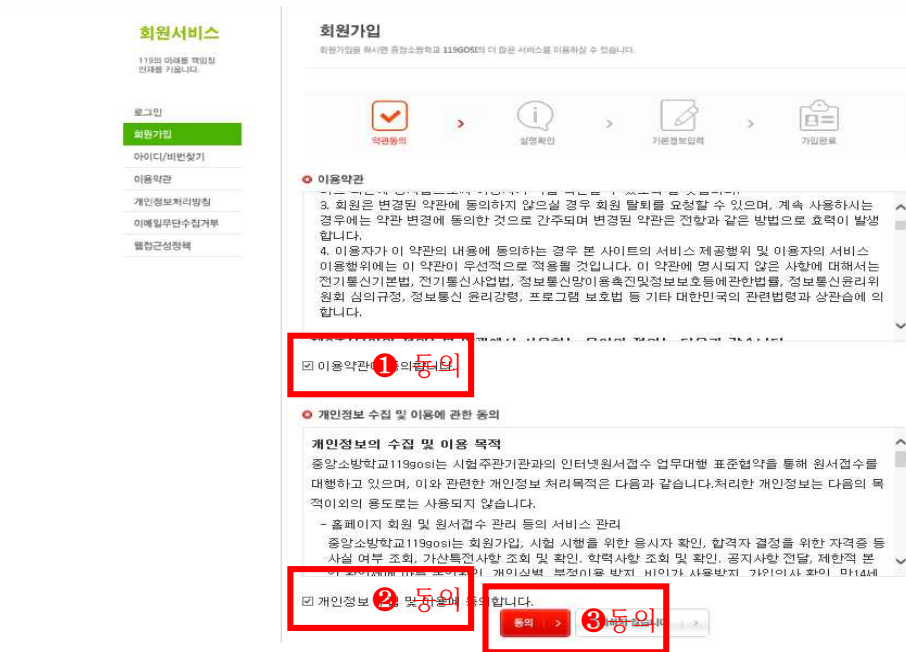 회원서비스
119의 미래를 책임질
인재를 키웁니다.
로그인
회원가입
아이디/비번찾기
이용약관
개인정보처리방침
이메일무단수집거부
웹접근성정책
회원가입
회원가입을 하시면 중앙소방학교 119GOSI의 더 많은 서비스를 이용하실 수 있습니다.
약관동의
실명확인
기본정보입력
가입완료
이용약관
3. 회원은 변경된 약관에 동의하지 않으실 경우 회원 탈퇴를 요청할 수 있으며, 계속 사용하시는
경우에는 약관 변경에 동의한 것으로 간주되며 변경된 약관은 전항과 같은 방법으로 효력이 발생
합니다.
4. 이용자가 이 약관의 내용에 동의하는 경우 본 사이트의 서비스 제공행위 및 이용자의 서비스
이용행위에는 이 약관이 우선적으로 적용될 것입니다. 이 약관에 명시되지 않은 사항에 대해서는
전기통신기본법, 전기통신사업법, 정보통신망이용촉진및정보보호등에관한법률, 정보통신윤리위
원회 심의규정, 정보통신 윤리강령, 프로그램 보호법 등 기타 대한민국의 관련법령과 상관습에 의
합니다.
이용약관에 동의합니다.
❶ 동의
개인정보 수집 및 이용에 관한 동의
개인정보의 수집 및 이용 목적
중앙소방학교119gosi는 시험주관기관과의 인터넷원서접수 업무대행 표준협약을 통해 원서접수를
대행하고 있으며, 이와 관련한 개인정보 처리목적은 다음과 같습니다.처리한 개인정보는 다음의 목
적이외의 용도로는 사용되지 않습니다.
- 홈페이지 회원 및 원서접수 관리 등의 서비스 관리
중앙소방학교119gosi는 회원가입, 시험 시행을 위한 응시자 확인, 합격자 결정을 위한 자격증 등
사실 여부 조회, 가산특전사항 조회 및 확인. 학력사항 조회 및 확인. 공지사항 전달, 제한적 본
개인정보 수집 및 이용에 동의합니다.
❷ 동의
동의
❸동의